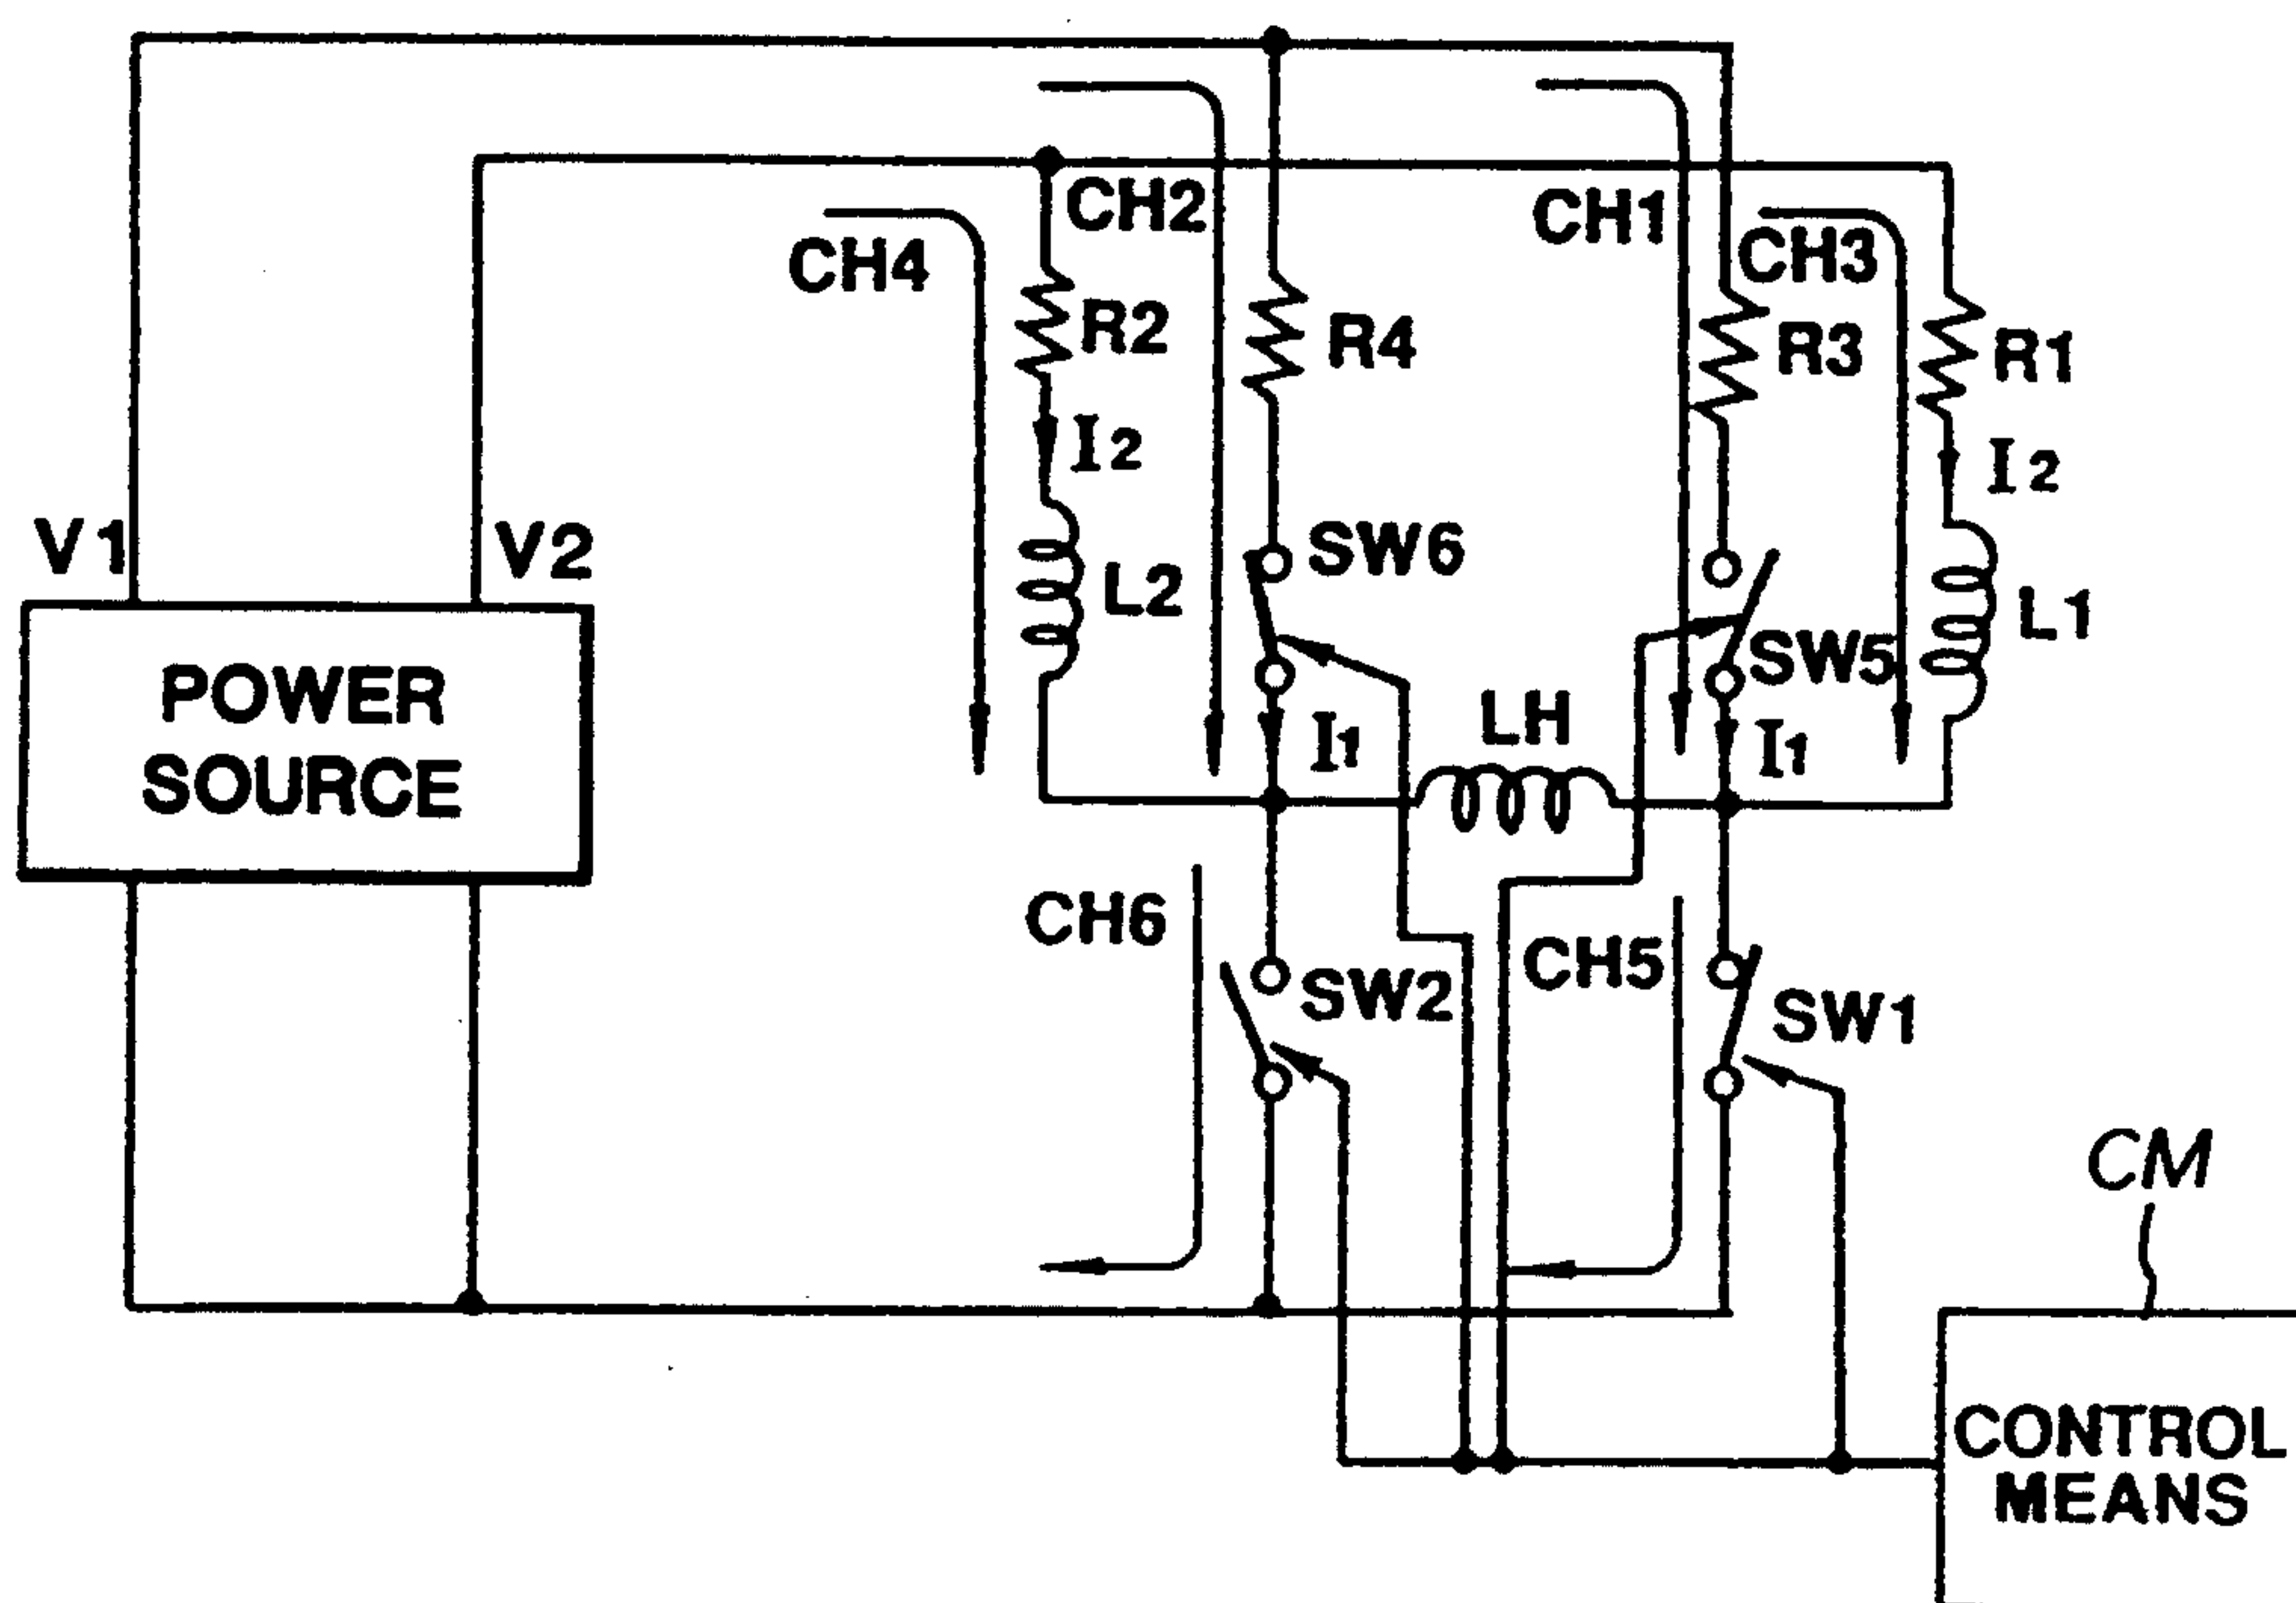 CH2
CH1
CH4
CH3
R2
R4
R3
R1
I2
I2
V1
V2
SW6
L2
L1
SW5
POWER
SOURCE
LH
I1
I1
CH6
CH5
SW2
SW1
CM
CONTROL
MEANS